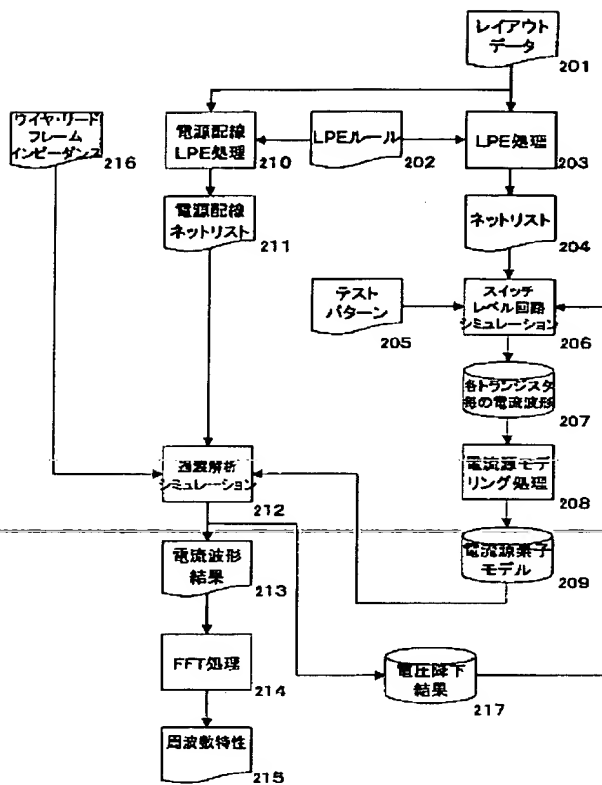 レイアウト
データ
201
ワイヤ・リード
フレーム
インピーダンス
216
電源配線
LPE処理
210
LPEルール
202
LPE処理
203
電源配線
ネットリスト
211
ネットリスト
204
テスト
パターン
205
スイッチ
レベル回路
シミュレーション
206
各トランジスタ
毎の電流波形
207
過渡解析
シミュレーション
212
電流源モデ
リング処理
208
電流波形
結果
213
電流源素子
モデル
209
FFT処理
214
電圧降下
結果
217
周波数特性
215